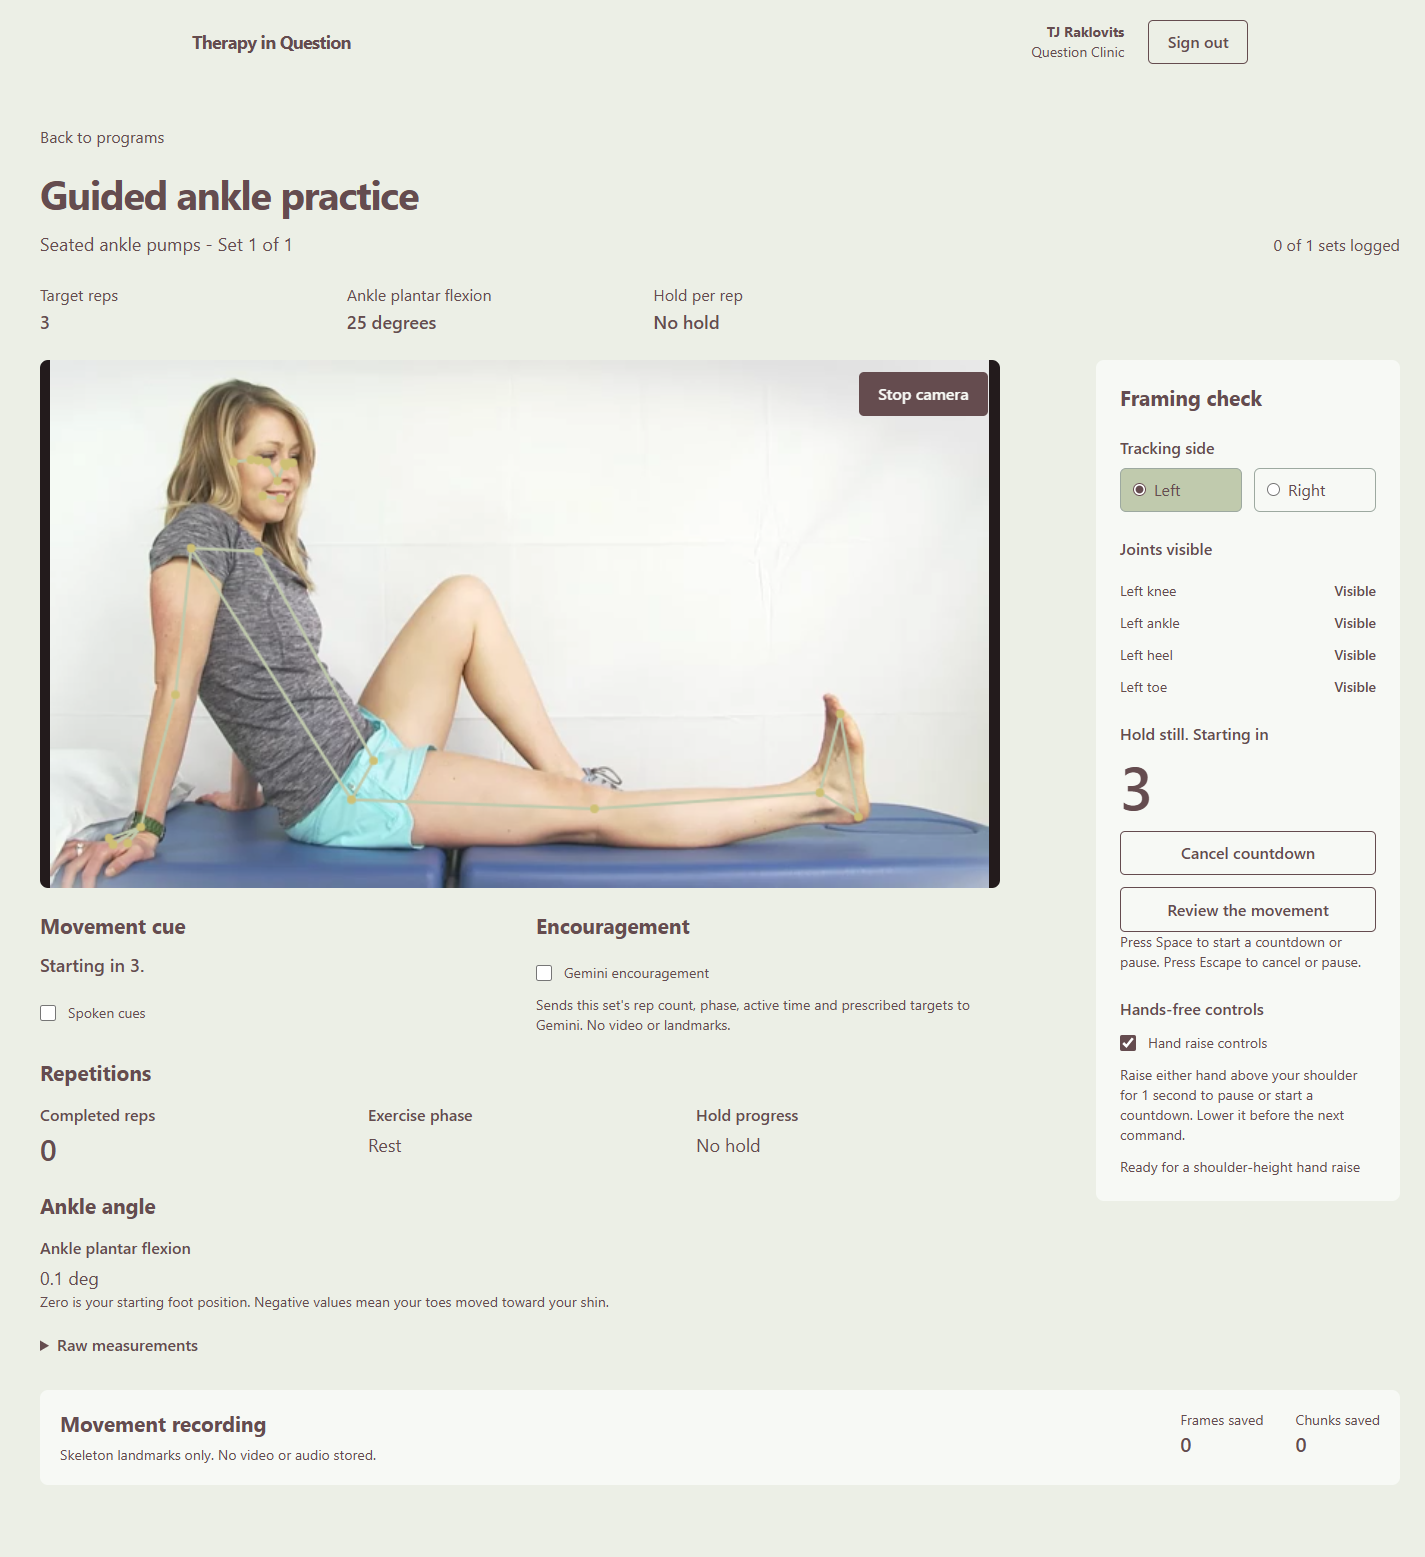 Therapy in Question
TJ Raklovits
Question Clinic
Sign out
Back to programs
Guided ankle practice
Seated ankle pumps - Set 1 of 1
0 of 1 sets logged
Target reps
3
Ankle plantar flexion
25 degrees
Hold per rep
No hold
Stop camera
Framing check
Tracking side
Left
Right
Joints visible
Left knee Visible
Left ankle Visible
Left heel Visible
Left toe Visible
Hold still. Starting in
3
Cancel countdown
Review the movement
Press Space to start a countdown or
pause. Press Escape to cancel or pause.
Hands-free controls
Hand raise controls
Raise either hand above your shoulder
for 1 second to pause or start a
countdown. Lower it before the next
command.
Ready for a shoulder-height hand raise
Movement cue
Starting in 3.
Spoken cues
Encouragement
Gemini encouragement
Sends this set's rep count, phase, active time and prescribed targets to
Gemini. No video or landmarks.
Repetitions
Completed reps
0
Exercise phase
Rest
Hold progress
No hold
Ankle angle
Ankle plantar flexion
0.1 deg
Zero is your starting foot position. Negative values mean your toes moved toward your shin.
Raw measurements
Movement recording
Skeleton landmarks only. No video or audio stored.
Frames saved
0
Chunks saved
0